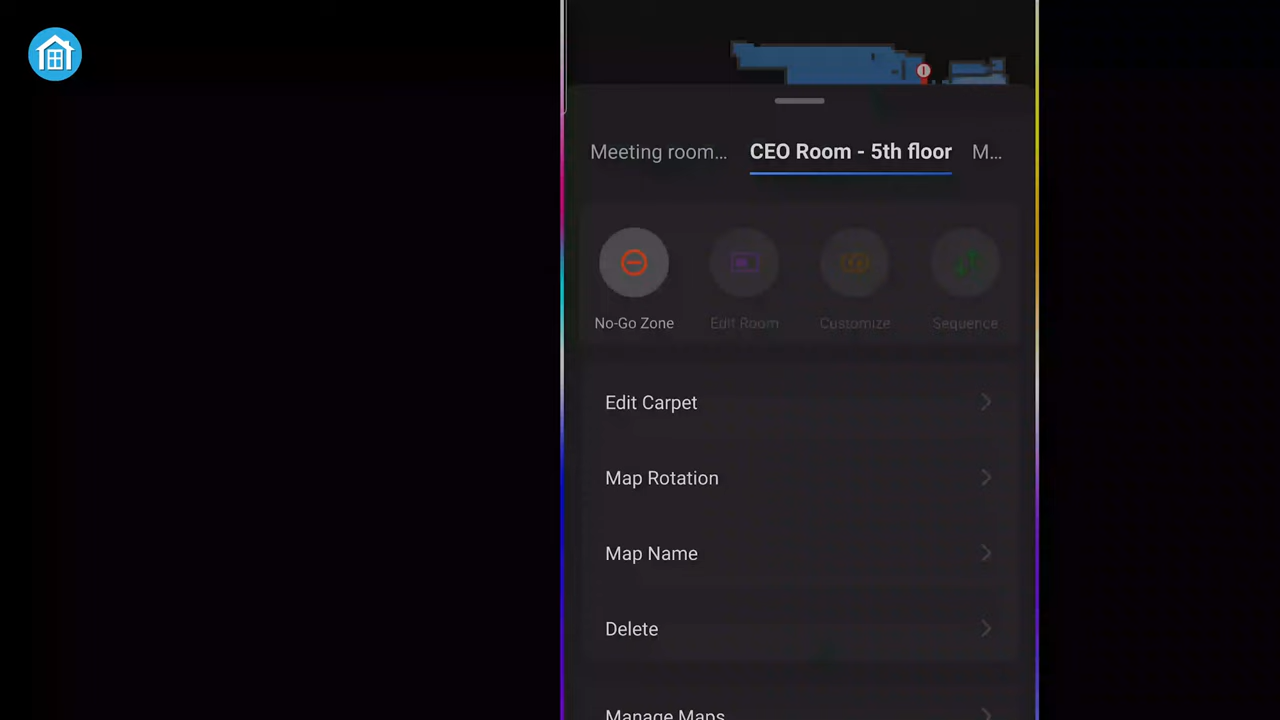 Meeting room... CEO Room - 5th floor M...
No-Go Zone Edit Room Customize Sequence
Edit Carpet
Map Rotation
Map Name
Delete
Manage Maps